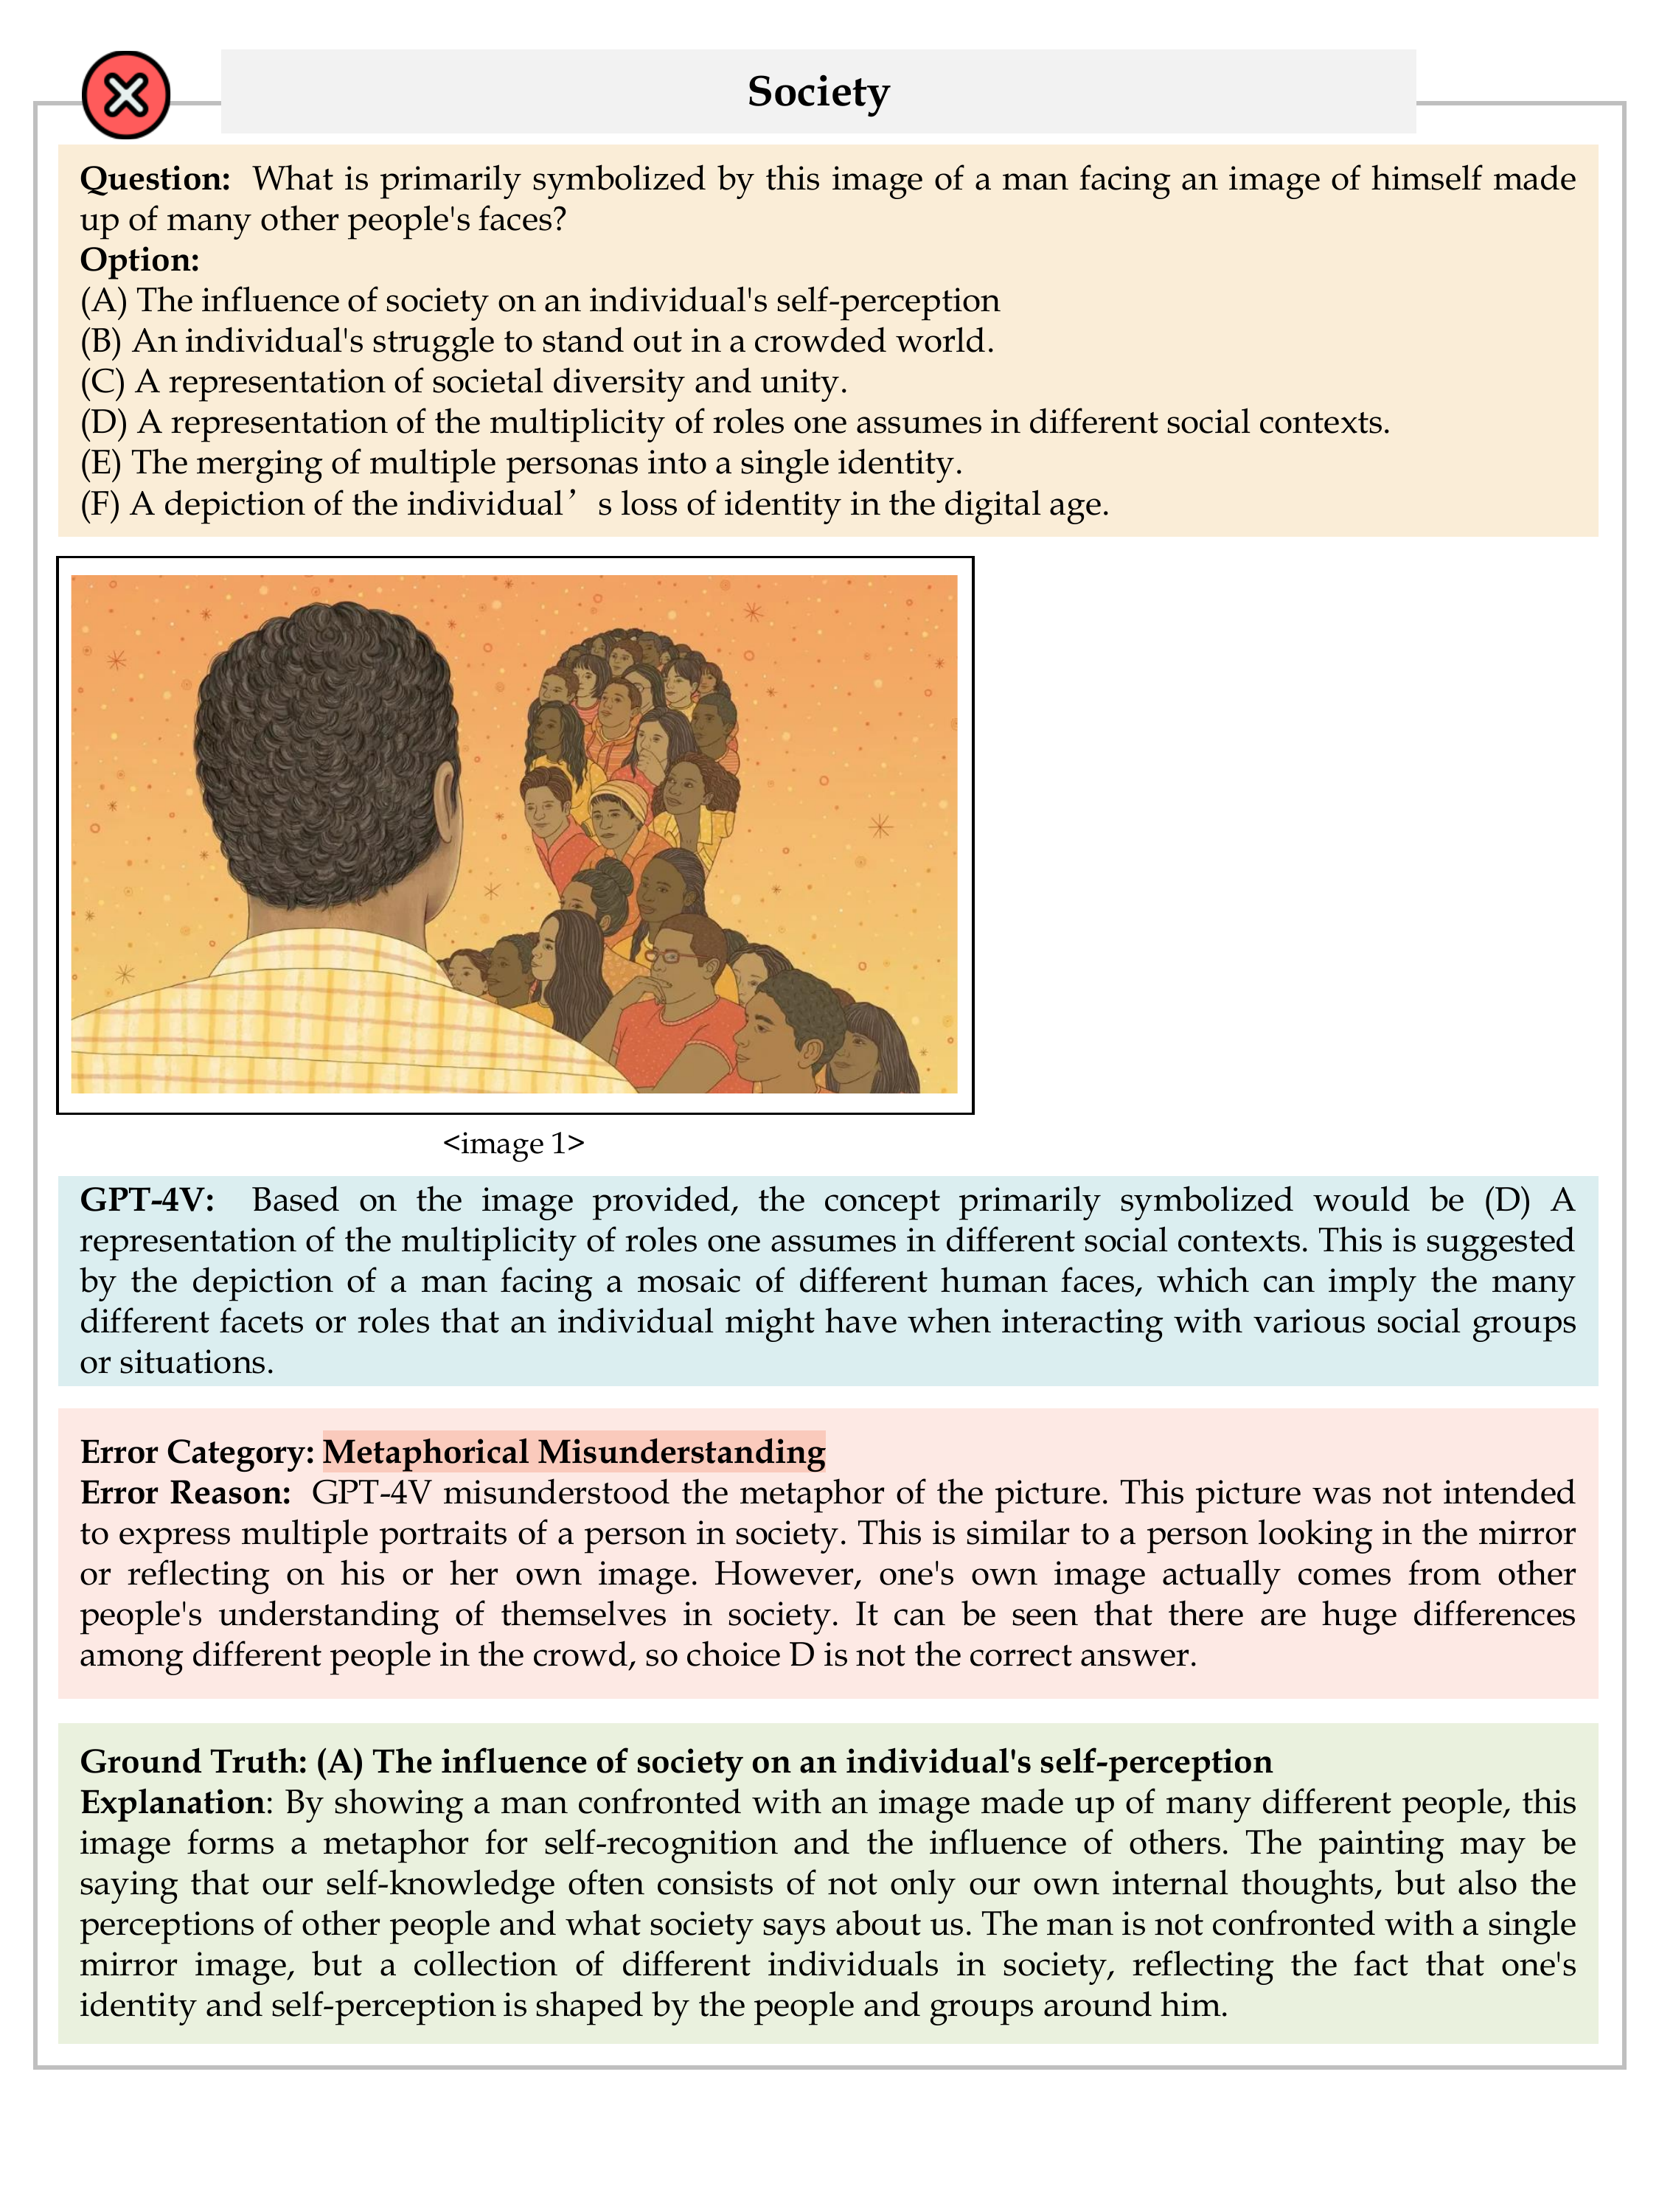 Society
Question: What is primarily symbolized by this image of a man facing an image of himself made
up of many other people's faces?
Option:
(A) The influence of society on an individual's self-perception
(B) An individual's struggle to stand out in a crowded world.
(C) A representation of societal diversity and unity.
(D) A representation of the multiplicity of roles one assumes in different social contexts.
(E) The merging of multiple personas into a single identity.
(F) A depiction of the individual’s loss of identity in the digital age.
<image 1>
GPT-4V: Based on the image provided, the concept primarily symbolized would be (D) A
representation of the multiplicity of roles one assumes in different social contexts. This is suggested
by the depiction of a man facing a mosaic of different human faces, which can imply the many
different facets or roles that an individual might have when interacting with various social groups
or situations.
Error Category: Metaphorical Misunderstanding
Error Reason: GPT-4V misunderstood the metaphor of the picture. This picture was not intended
to express multiple portraits of a person in society. This is similar to a person looking in the mirror
or reflecting on his or her own image. However, one's own image actually comes from other
people's understanding of themselves in society. It can be seen that there are huge differences
among different people in the crowd, so choice D is not the correct answer.
Ground Truth: (A) The influence of society on an individual's self-perception
Explanation: By showing a man confronted with an image made up of many different people, this
image forms a metaphor for self-recognition and the influence of others. The painting may be
saying that our self-knowledge often consists of not only our own internal thoughts, but also the
perceptions of other people and what society says about us. The man is not confronted with a single
mirror image, but a collection of different individuals in society, reflecting the fact that one's
identity and self-perception is shaped by the people and groups around him.